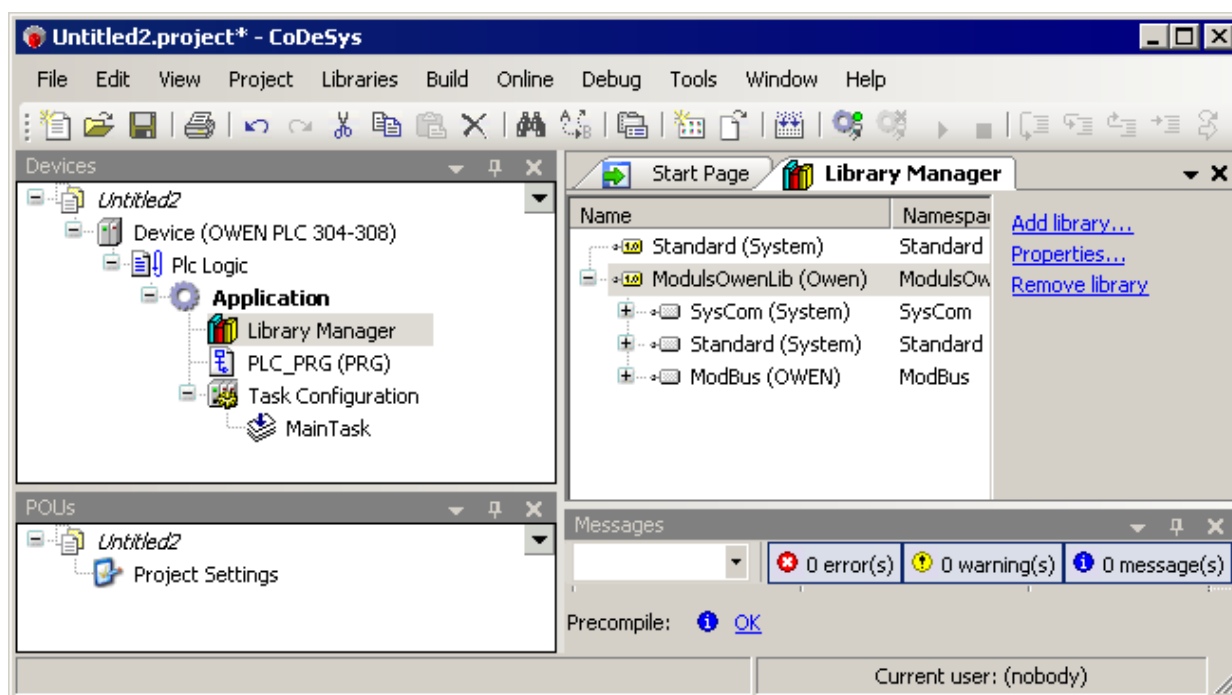 Untitled2.project* - CoDeSys
File Edit View Project Libraries Build Online Debug Tools Window Help
Devices
Untitled2
Device (OWEN PLC 304-308)
Plc Logic
Application
Library Manager
PLC_PRG (PRG)
Task Configuration
MainTask
POUs
Untitled2
Project Settings
Start Page Library Manager
Name Namespa
Standard (System) Standard
ModulsOwenLib (Owen) ModulsOw
SysCom (System) SysCom
Standard (System) Standard
ModBus (OWEN) ModBus
Add library...
Properties...
Remove library
Messages
0 error(s) 0 warning(s) 0 message(s)
Precompile: OK
Current user: (nobody)